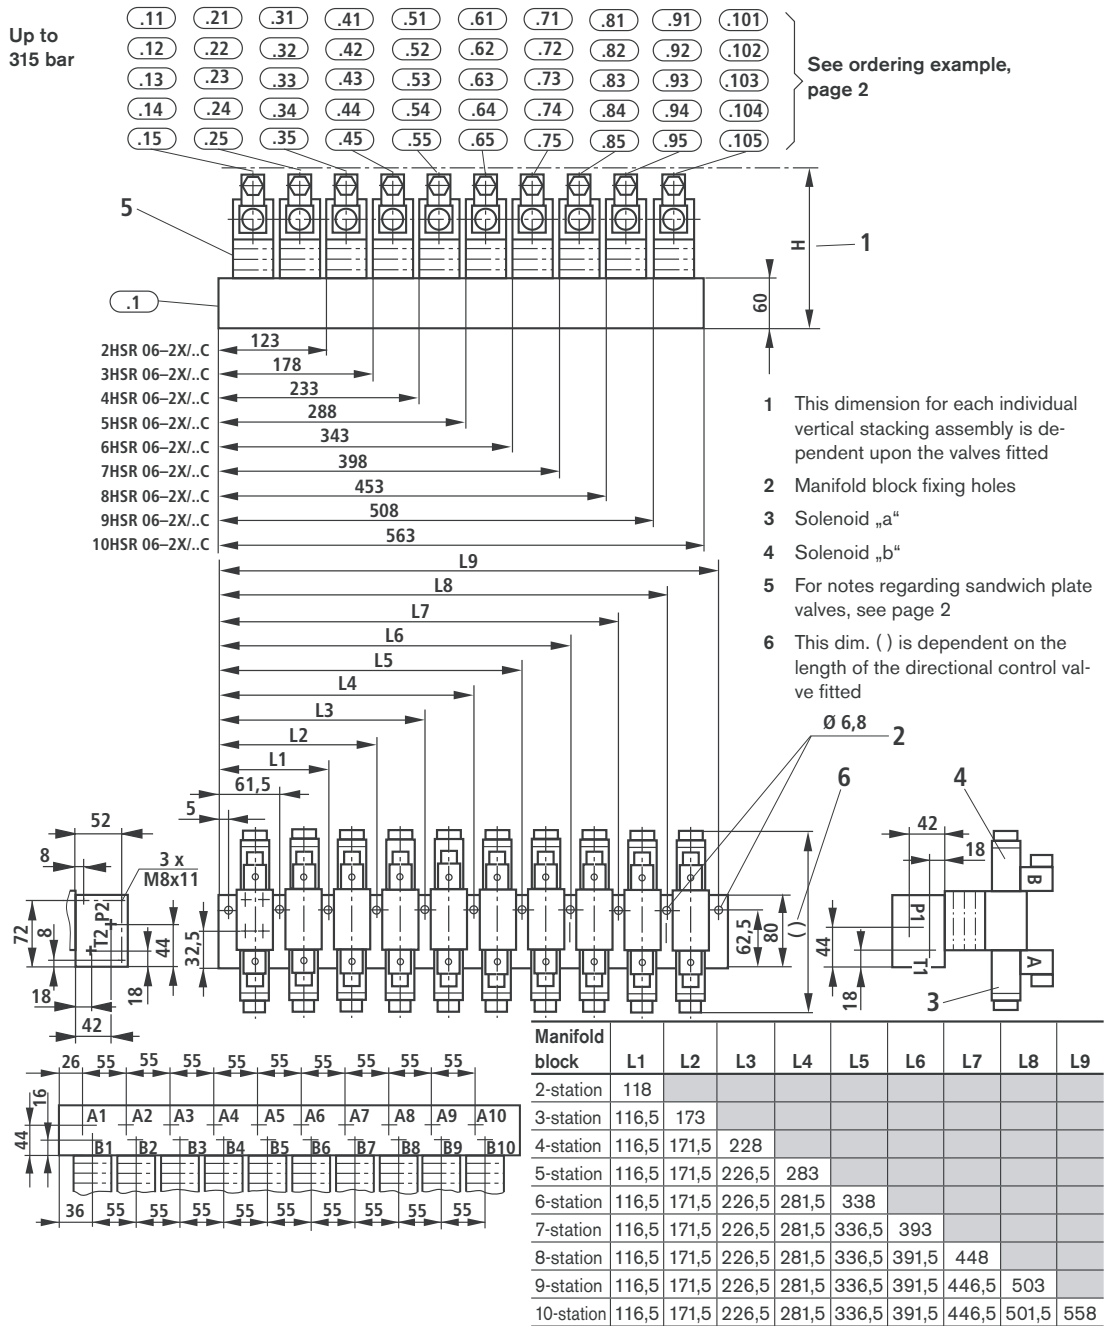 Up to
315 bar
.11 .21 .31 .41 .51 .61 .71 .81 .91 .101
.12 .22 .32 .42 .52 .62 .72 .82 .92 .102
.13 .23 .33 .43 .53 .63 .73 .83 .93 .103
.14 .24 .34 .44 .54 .64 .74 .84 .94 .104
.15 .25 .35 .45 .55 .65 .75 .85 .95 .105
See ordering example,
page 2
5
H
1
60
.1
2HSR 06–2X/..C 123
3HSR 06–2X/..C 178
4HSR 06–2X/..C 233
5HSR 06–2X/..C 288
6HSR 06–2X/..C 343
7HSR 06–2X/..C 398
8HSR 06–2X/..C 453
9HSR 06–2X/..C 508
10HSR 06–2X/..C 563
1 This dimension for each individual
vertical stacking assembly is de-
pendent upon the valves fitted
2 Manifold block fixing holes
3 Solenoid „a“
4 Solenoid „b“
5 For notes regarding sandwich plate
valves, see page 2
6 This dim. ( ) is dependent on the
length of the directional control val-
ve fitted
L9
L8
L7
L6
L5
L4
L3
L2
L1
61,5
5
Ø 6,8
2
6
4
52
8
3 x
M8x11
72
8
T2 P2
44
18
18
42
32,5
62,5
80
( )
42
18
B
P1
44
T1
A
18
3
26 55 55 55 55 55 55 55 55 55
16
44
A1 A2 A3 A4 A5 A6 A7 A8 A9 A10
B1 B2 B3 B4 B5 B6 B7 B8 B9 B10
36 55 55 55 55 55 55 55 55 55
Manifold
block L1 L2 L3 L4 L5 L6 L7 L8 L9
2-station 118
3-station 116,5 173
4-station 116,5 171,5 228
5-station 116,5 171,5 226,5 283
6-station 116,5 171,5 226,5 281,5 338
7-station 116,5 171,5 226,5 281,5 336,5 393
8-station 116,5 171,5 226,5 281,5 336,5 391,5 448
9-station 116,5 171,5 226,5 281,5 336,5 391,5 446,5 503
10-station 116,5 171,5 226,5 281,5 336,5 391,5 446,5 501,5 558